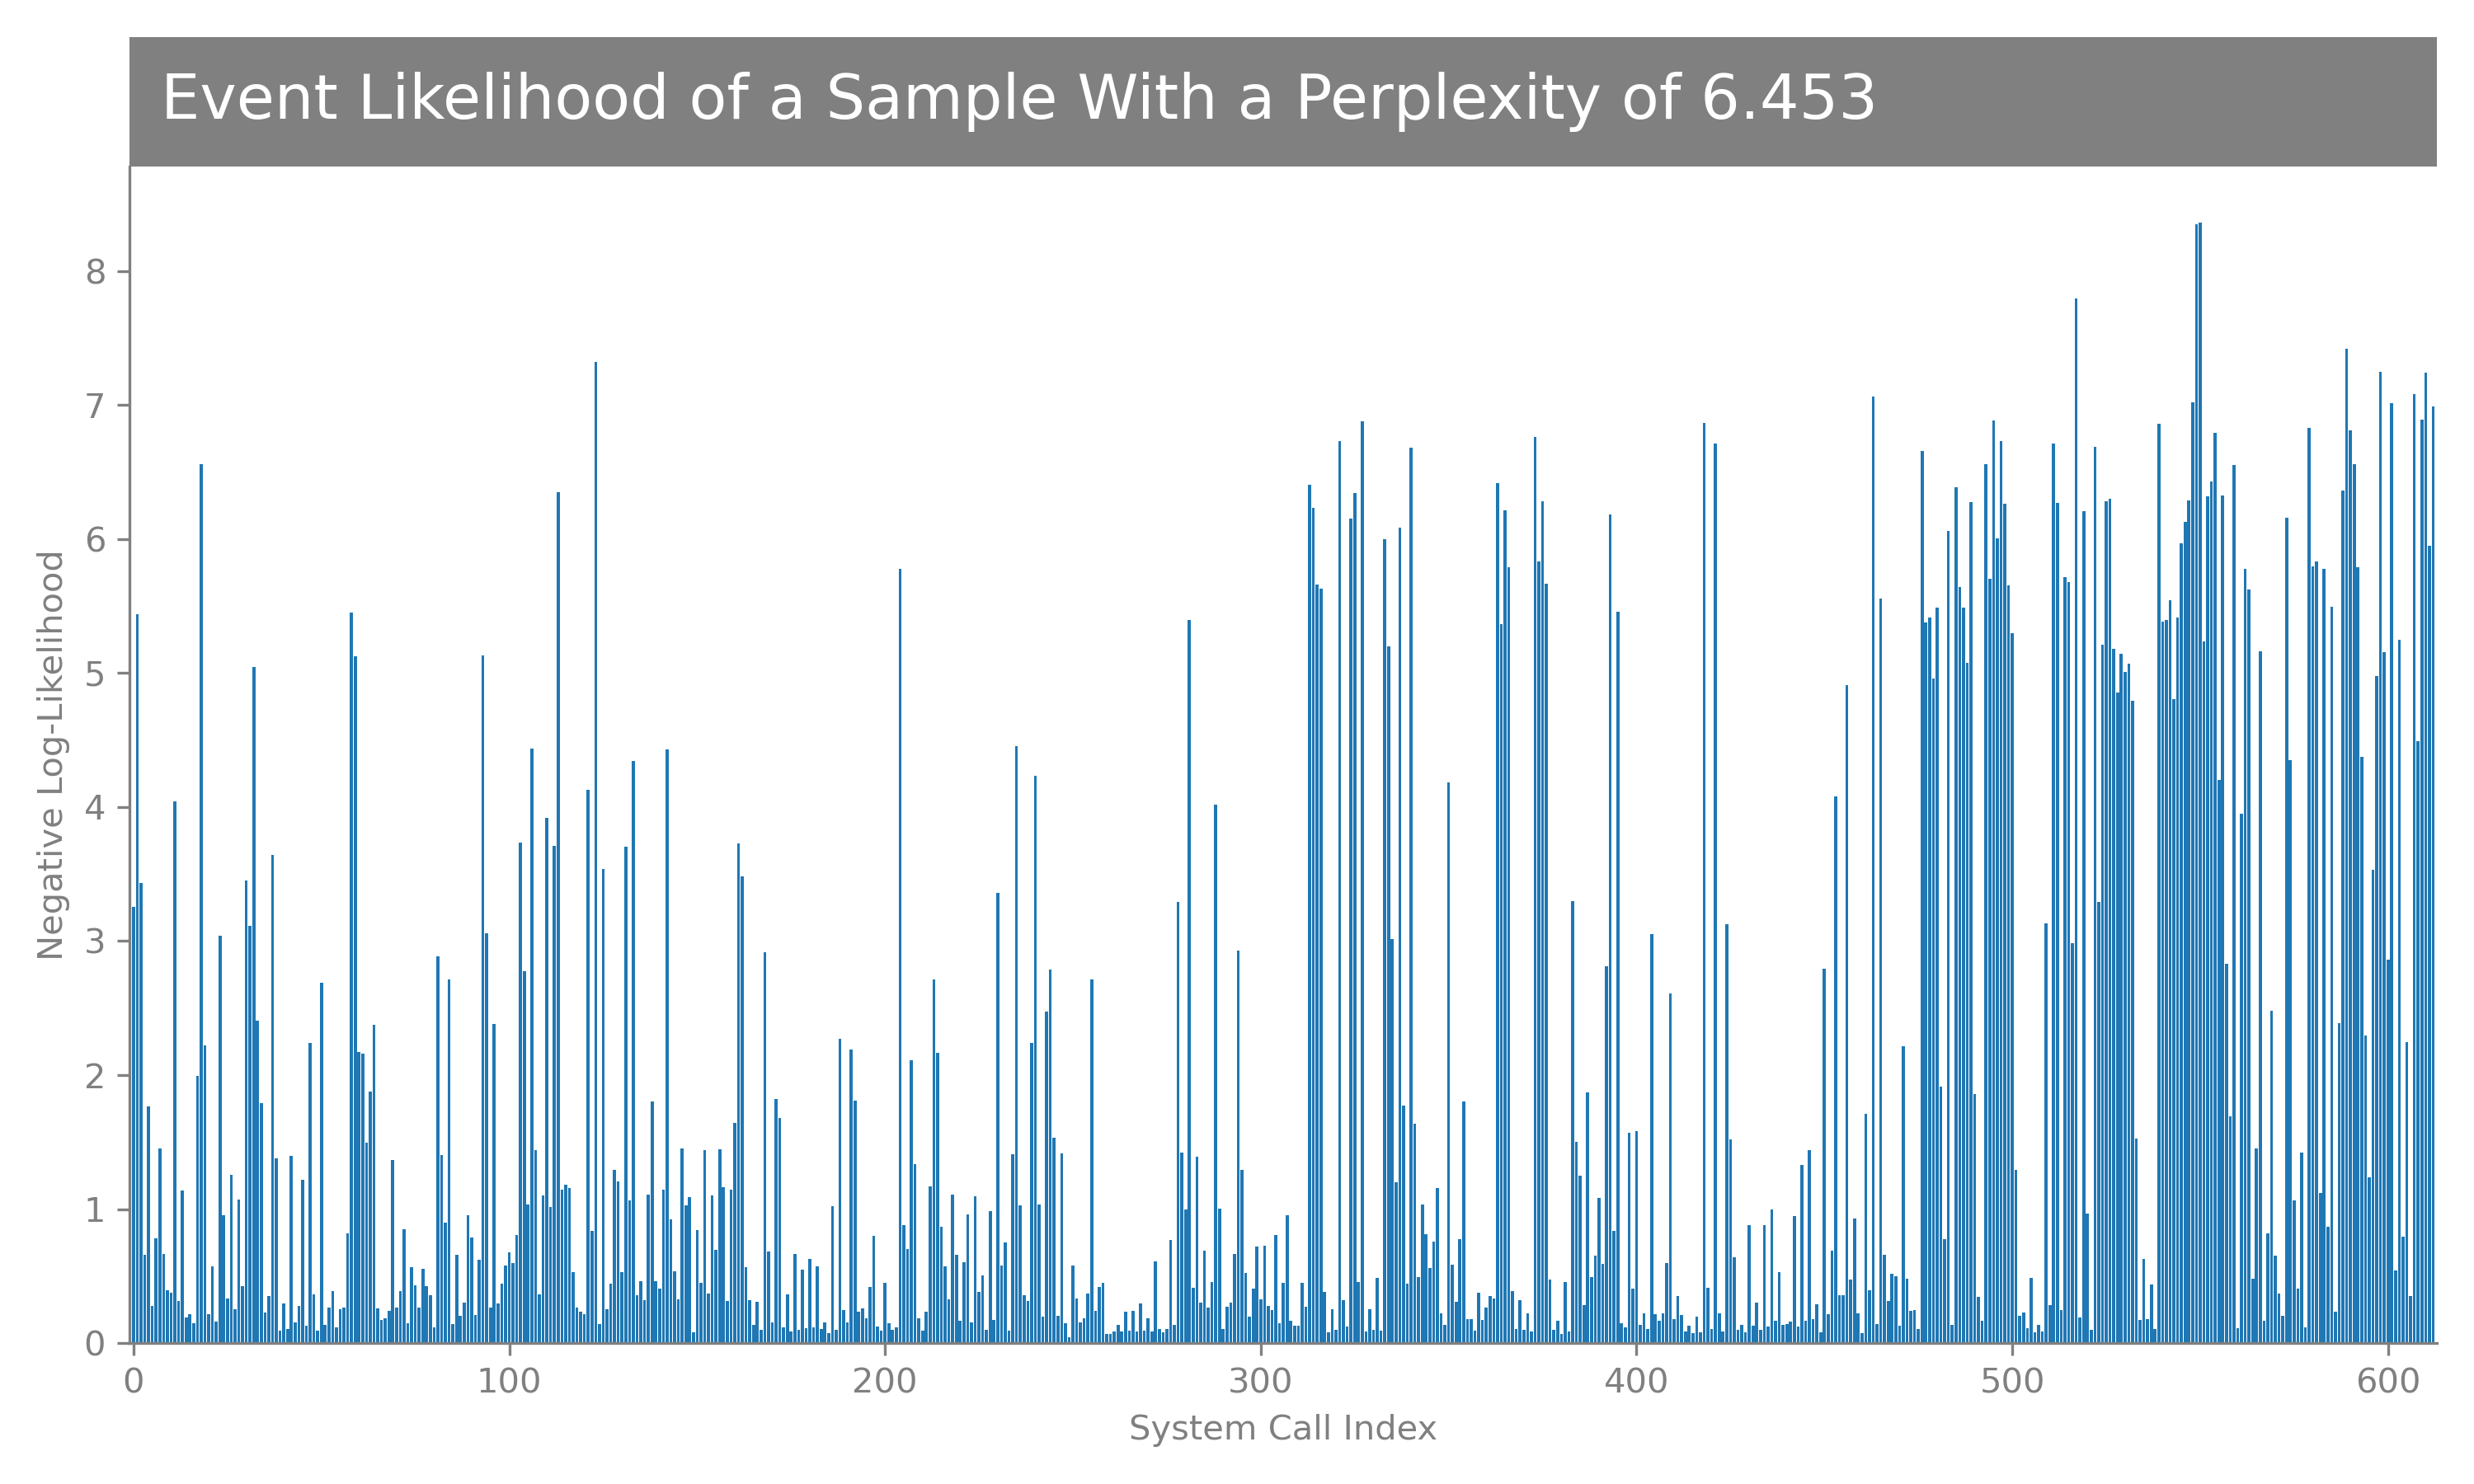 Event Likelihood of a Sample With a Perplexity of 6.453
8
7
6
5
4
3
2
1
0
Negative Log-Likelihood
0 100 200 300 400 500 600
System Call Index